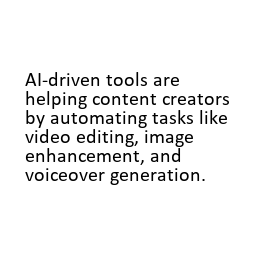 AI-driven tools are
helping content creators
by automating tasks like
video editing, image
enhancement, and
voiceover generation.